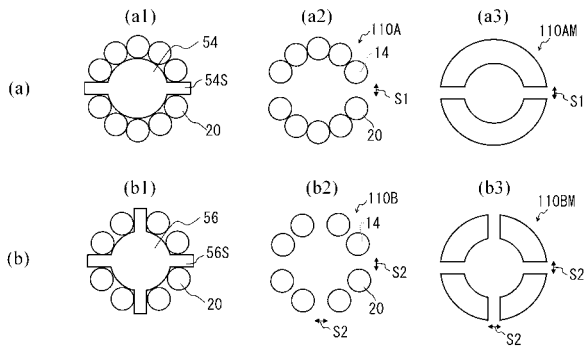 (a1) (a2) (a3)
54 110A 110AM
14
(a) 54S S1 S1
20 20
(b1) (b2) (b3)
56 110B 110BM
14
(b) 56S S2 S2
20 20
S2 S2